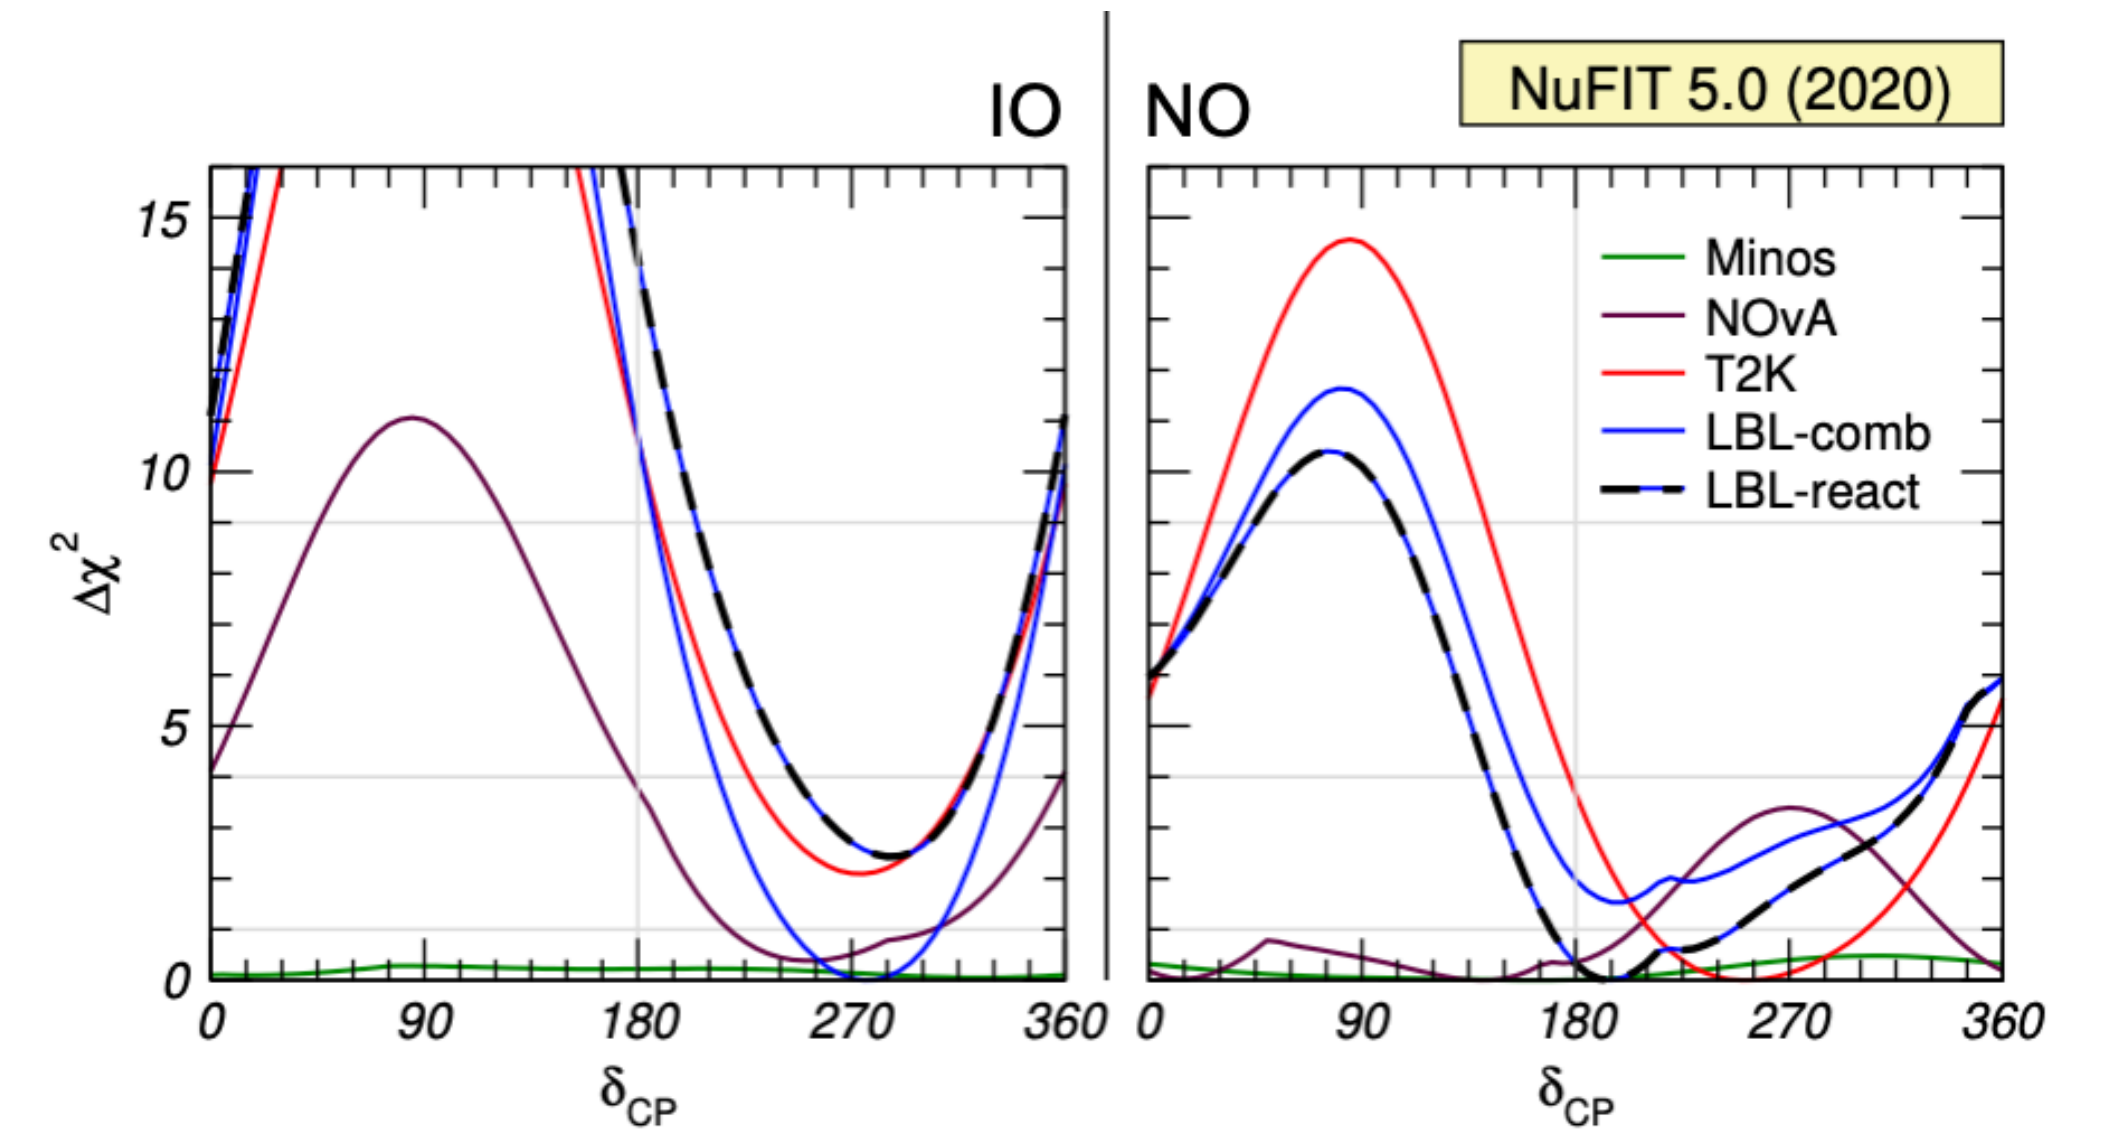 IO
NO
NuFIT 5.0 (2020)
15
10
5
0
Δχ²
Minos
NOvA
T2K
LBL-comb
LBL-react
0 90 180 270 360
0 90 180 270 360
δCP
δCP